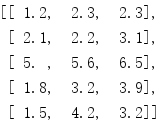 [[ 1.2,  2.3,  2.3],
 [ 2.1,  2.2,  3.1],
 [ 5. ,  5.6,  6.5],
 [ 1.8,  3.2,  3.9],
 [ 1.5,  4.2,  3.2]]